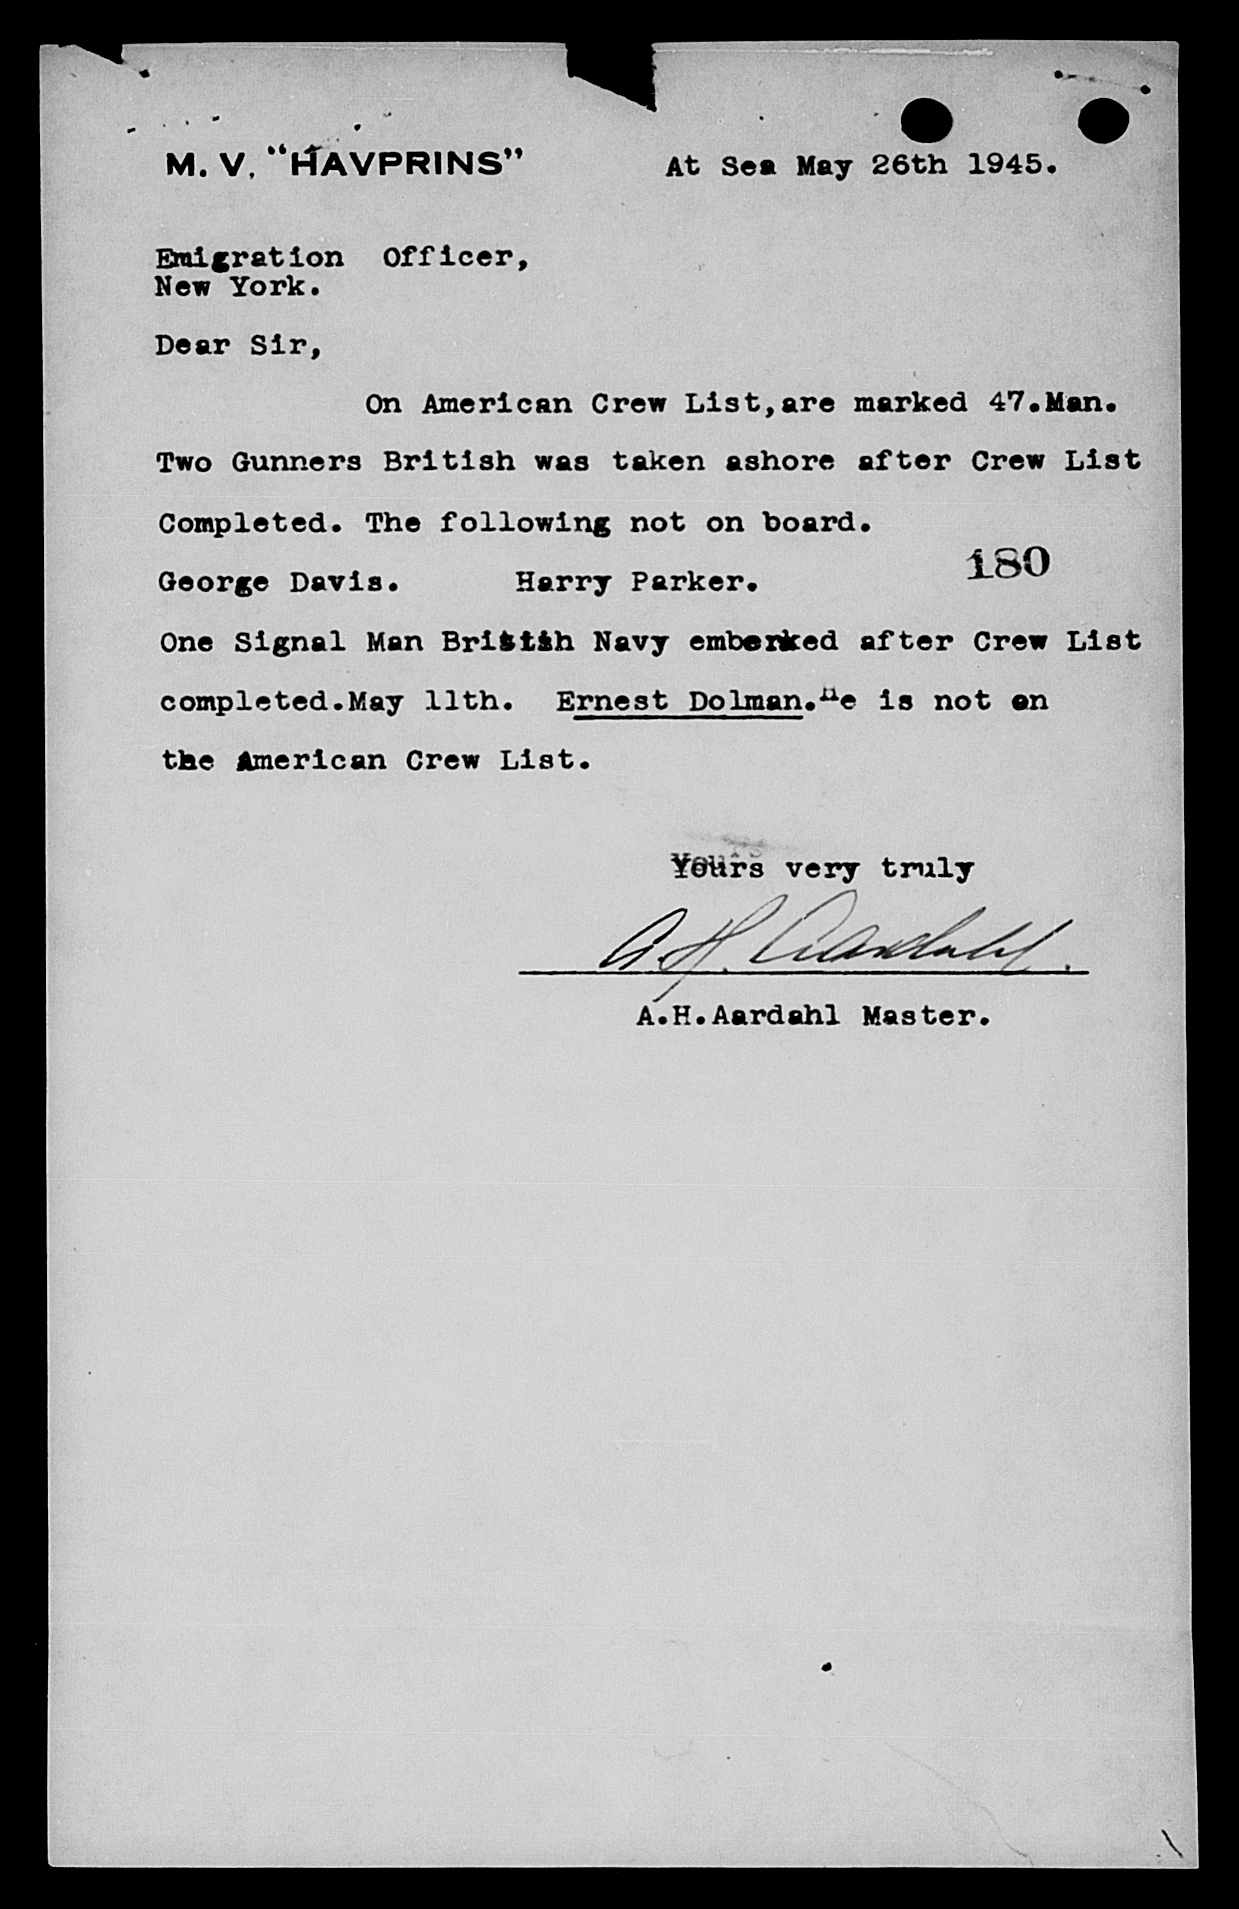 M. V. "HAVPRINS" At Sea May 26th 1945.
Emigration Officer,
New York.
Dear Sir,
On American Crew List,are marked 47.Man.
Two Gunners British was taken ashore after Crew List
Completed. The following not on board.
180
George Davis. Harry Parker.
One Signal Man British Navy emberked after Crew List
completed.May 11th. Ernest Dolman.He is not on
the American Crew List.
Yours very truly
A.H. Aardahl.
A.H.Aardahl Master.